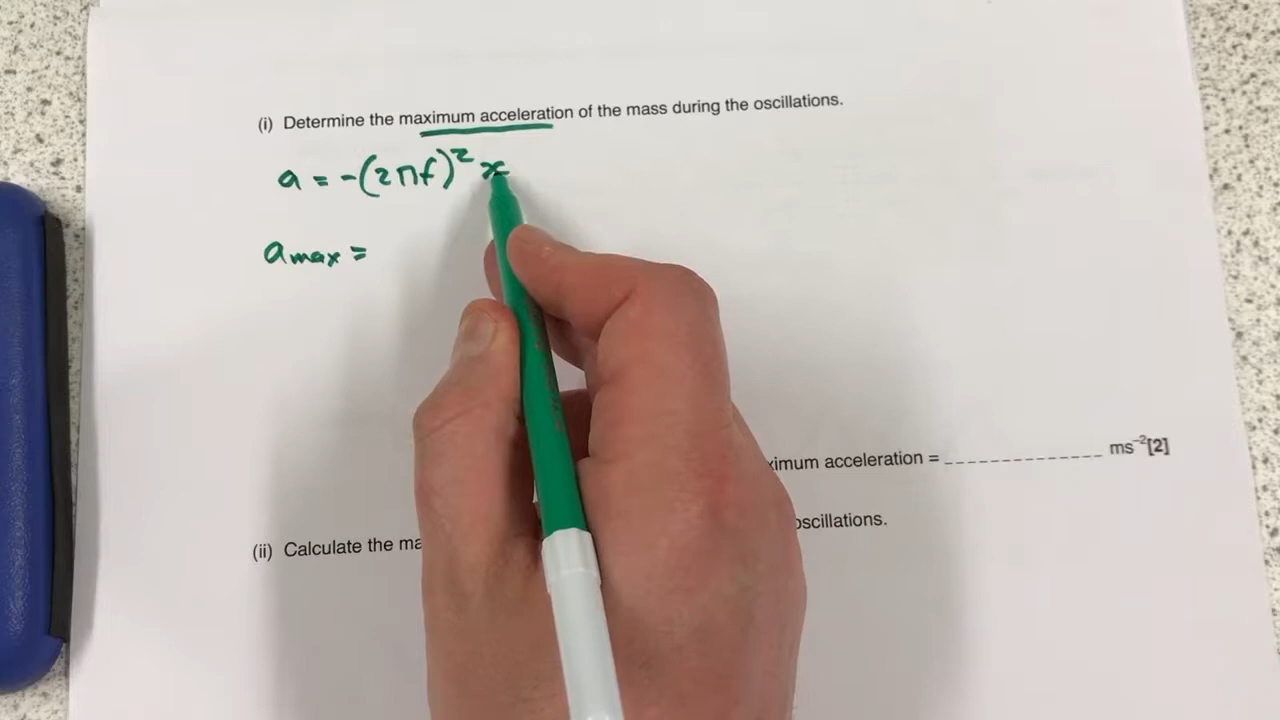 (i) Determine the maximum acceleration of the mass during the oscillations.
a = -(2πf)² x
a max =
ximum acceleration = _____________ ms⁻²[2]
(ii) Calculate the ma oscillations.